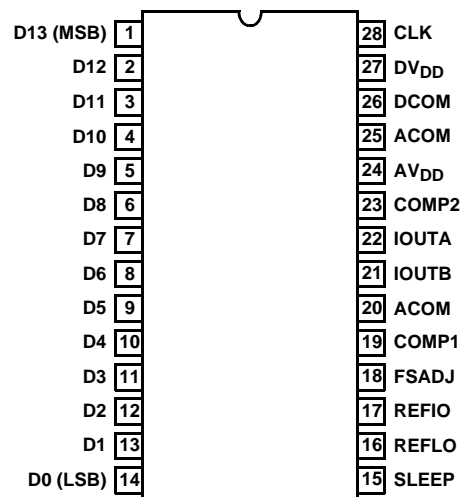 D13 (MSB) 1 28 CLK
D12 2 27 DVDD
D11 3 26 DCOM
D10 4 25 ACOM
D9 5 24 AVDD
D8 6 23 COMP2
D7 7 22 IOUTA
D6 8 21 IOUTB
D5 9 20 ACOM
D4 10 19 COMP1
D3 11 18 FSADJ
D2 12 17 REFIO
D1 13 16 REFLO
D0 (LSB) 14 15 SLEEP